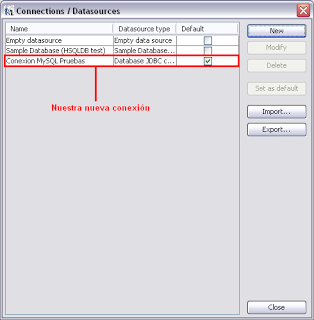 Connections / Datasources
Name Datasource type Default
Empty datasource Empty data source
Sample Database (HSQLDB test) Sample Database...
Conexion MySQL Pruebas Database JDBC c...
Nuestra nueva conexión
New
Modify
Delete
Set as default
Import...
Export...
Close